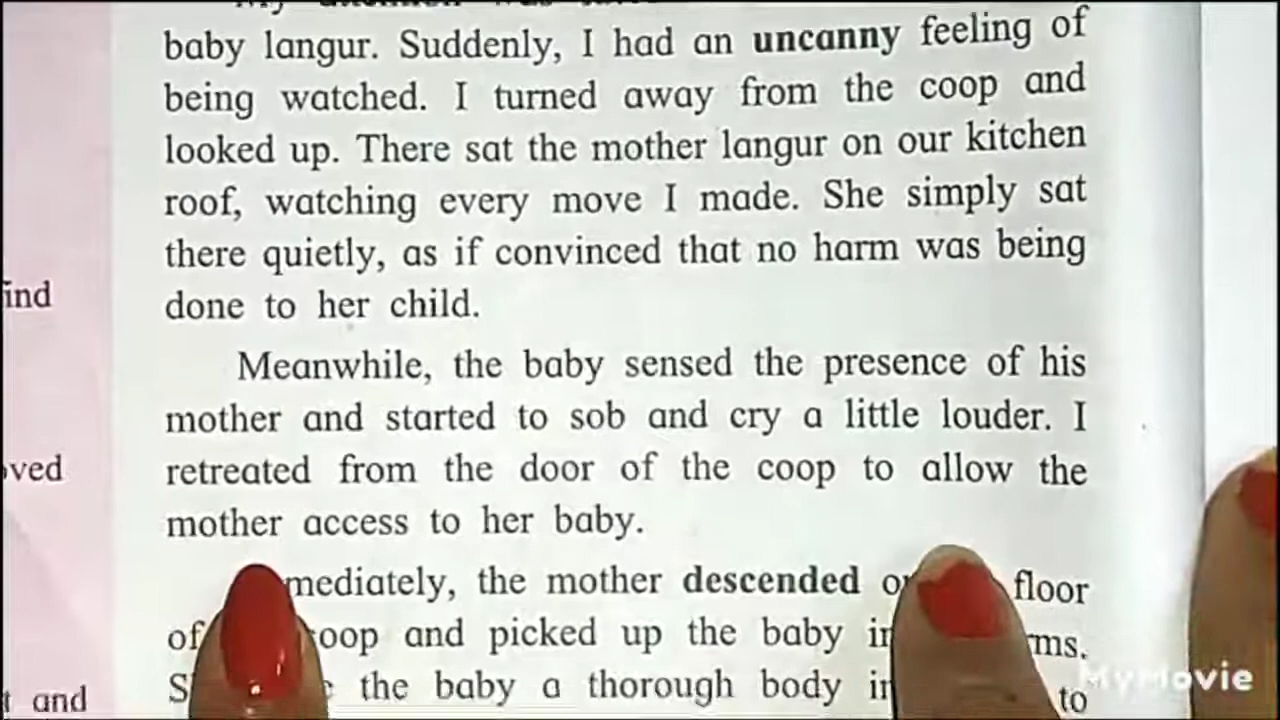 baby langur. Suddenly, I had an uncanny feeling of
being watched. I turned away from the coop and
looked up. There sat the mother langur on our kitchen
roof, watching every move I made. She simply sat
there quietly, as if convinced that no harm was being
done to her child.
Meanwhile, the baby sensed the presence of his
mother and started to sob and cry a little louder. I
retreated from the door of the coop to allow the
mother access to her baby.
mediately, the mother descended floor
of oop and picked up the baby ms.
the baby a thorough body to
ind
oved
t and
MyMovie